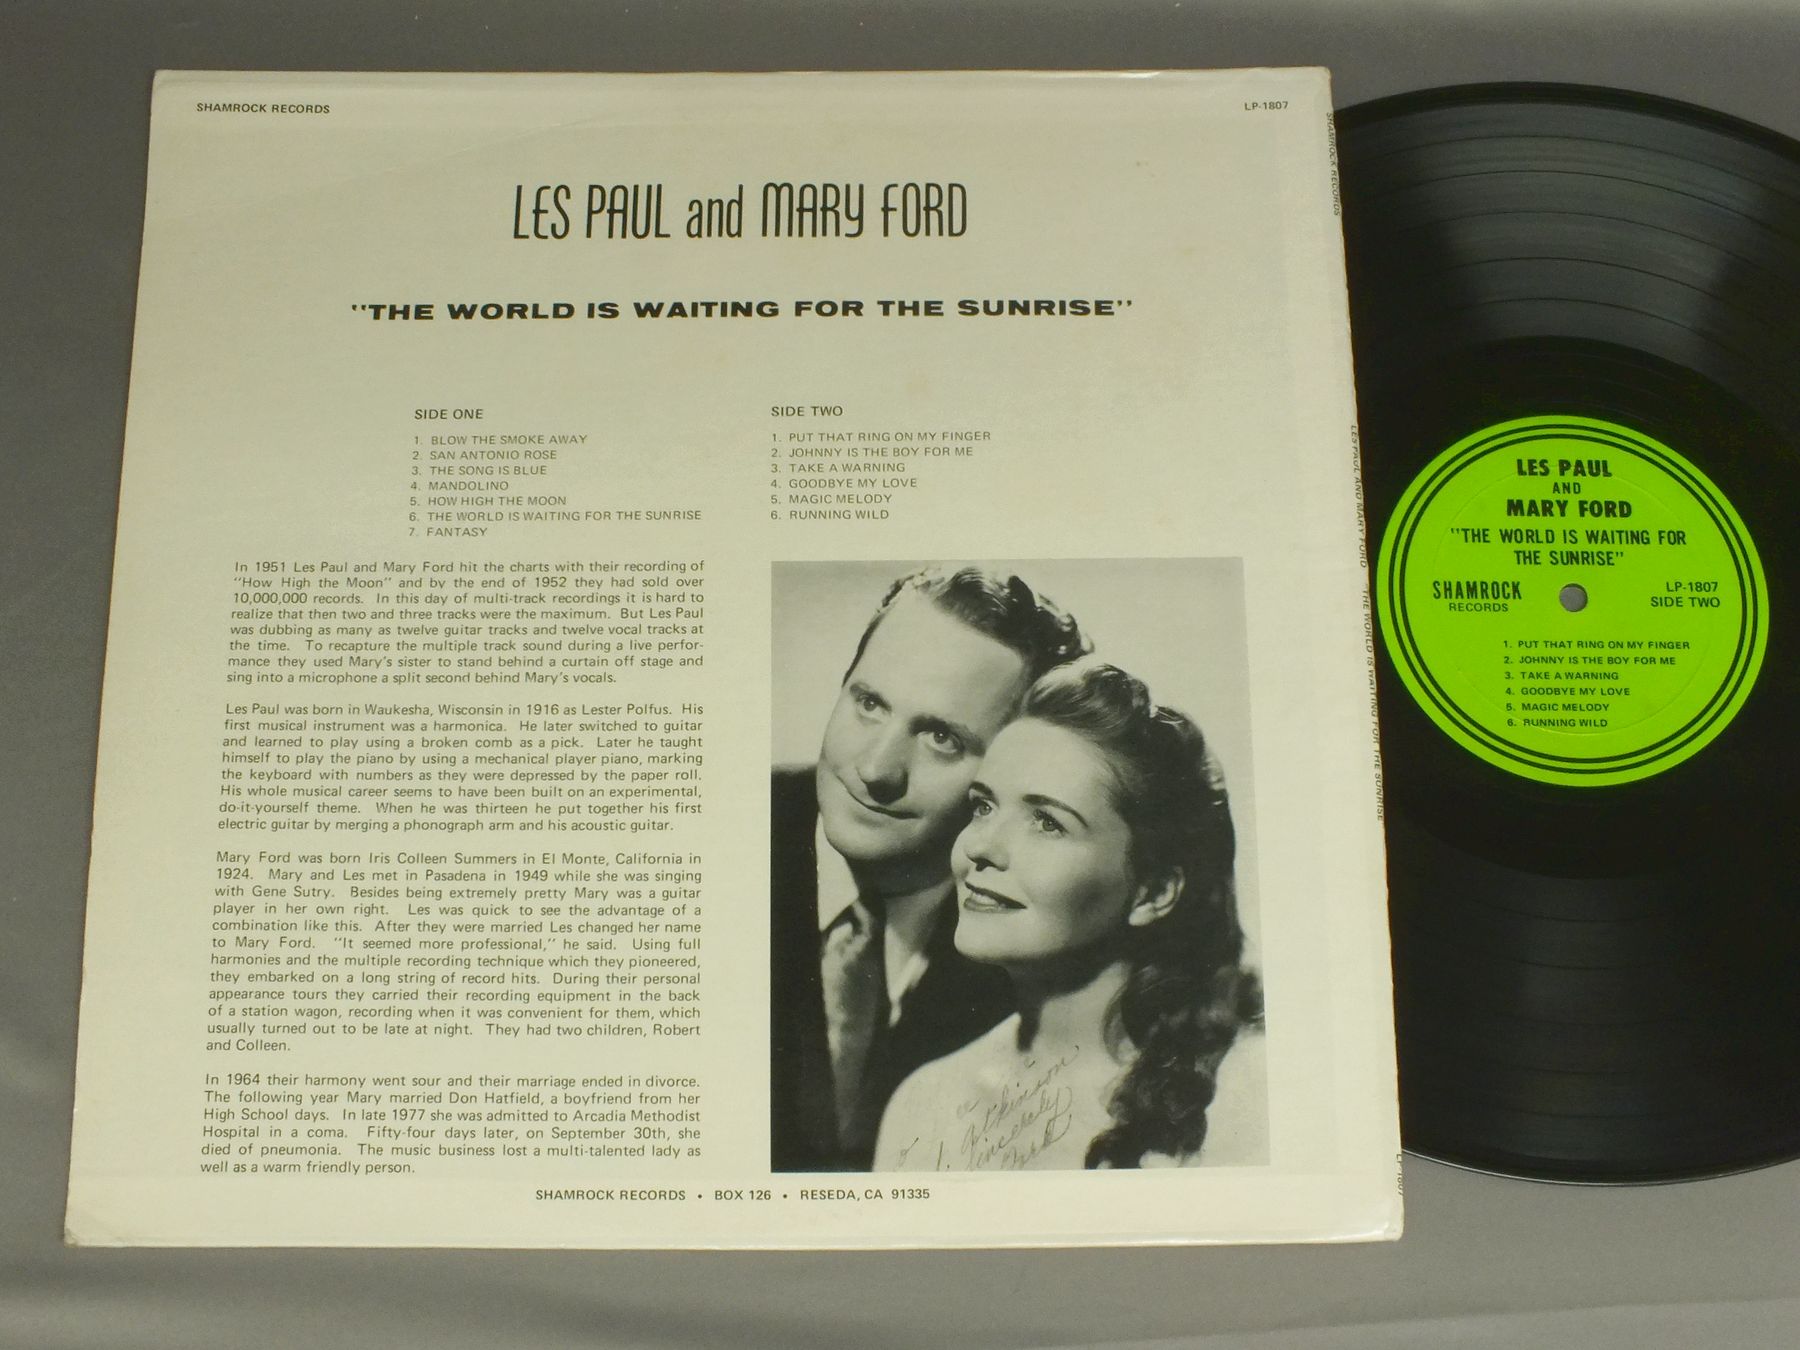 SHAMROCK RECORDS
LP-1807
LES PAUL and MARY FORD
"THE WORLD IS WAITING FOR THE SUNRISE"
SIDE ONE
1. BLOW THE SMOKE AWAY
2. SAN ANTONIO ROSE
3. THE SONG IS BLUE
4. MANDOLINO
5. HOW HIGH THE MOON
6. THE WORLD IS WAITING FOR THE SUNRISE
7. FANTASY
SIDE TWO
1. PUT THAT RING ON MY FINGER
2. JOHNNY IS THE BOY FOR ME
3. TAKE A WARNING
4. GOODBYE MY LOVE
5. MAGIC MELODY
6. RUNNING WILD
In 1951 Les Paul and Mary Ford hit the charts with their recording of
"How High the Moon" and by the end of 1952 they had sold over
10,000,000 records. In this day of multi-track recordings it is hard to
realize that then two and three tracks were the maximum. But Les Paul
was dubbing as many as twelve guitar tracks and twelve vocal tracks at
the time. To recapture the multiple track sound during a live perfor-
mance they used Mary's sister to stand behind a curtain off stage and
sing into a microphone a split second behind Mary's vocals.
Les Paul was born in Waukesha, Wisconsin in 1916 as Lester Polfus. His
first musical instrument was a harmonica. He later switched to guitar
and learned to play using a broken comb as a pick. Later he taught
himself to play the piano by using a mechanical player piano, marking
the keyboard with numbers as they were depressed by the paper roll.
His whole musical career seems to have been built on an experimental,
do-it-yourself theme. When he was thirteen he put together his first
electric guitar by merging a phonograph arm and his acoustic guitar.
Mary Ford was born Iris Colleen Summers in El Monte, California in
1924. Mary and Les met in Pasadena in 1949 while she was singing
with Gene Sutry. Besides being extremely pretty Mary was a guitar
player in her own right. Les was quick to see the advantage of a
combination like this. After they were married Les changed her name
to Mary Ford. "It seemed more professional," he said. Using full
harmonies and the multiple recording technique which they pioneered,
they embarked on a long string of record hits. During their personal
appearance tours they carried their recording equipment in the back
of a station wagon, recording when it was convenient for them, which
usually turned out to be late at night. They had two children, Robert
and Colleen.
In 1964 their harmony went sour and their marriage ended in divorce.
The following year Mary married Don Hatfield, a boyfriend from her
High School days. In late 1977 she was admitted to Arcadia Methodist
Hospital in a coma. Fifty-four days later, on September 30th, she
died of pneumonia. The music business lost a multi-talented lady as
well as a warm friendly person.
SHAMROCK RECORDS • BOX 126 • RESEDA, CA 91335
SHAMROCK RECORDS
LES PAUL AND MARY FORD "THE WORLD IS WAITING FOR THE SUNRISE"
LP-1807
LES PAUL
AND
MARY FORD
"THE WORLD IS WAITING FOR
THE SUNRISE"
SHAMROCK
RECORDS
LP-1807
SIDE TWO
1. PUT THAT RING ON MY FINGER
2. JOHNNY IS THE BOY FOR ME
3. TAKE A WARNING
4. GOODBYE MY LOVE
5. MAGIC MELODY
6. RUNNING WILD